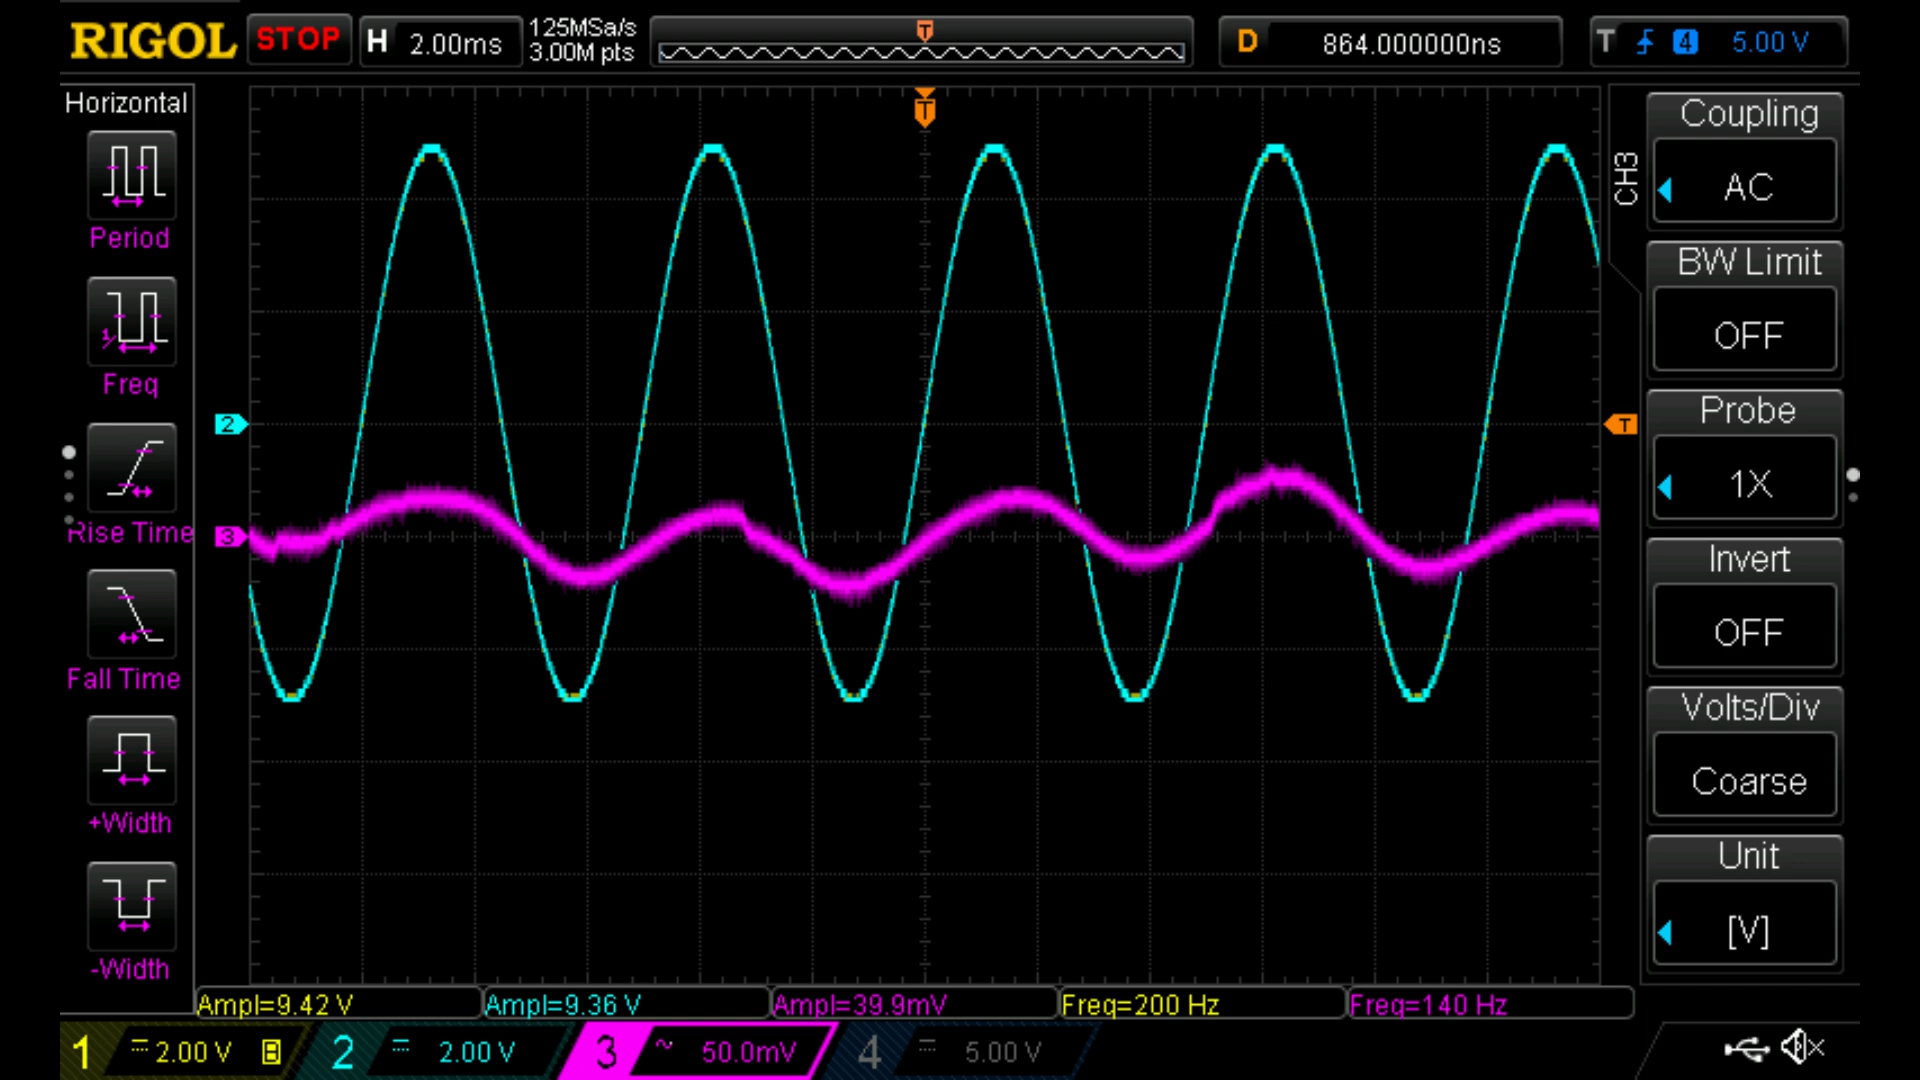 RIGOL STOP H 2.00ms 125MSa/s D 864.000000ns T 4 5.00 V
3.00M pts
T
Horizontal
T
Coupling
AC
CH3
Period
BW Limit
OFF
Freq
Probe
1X
2
T
Rise Time
3
Invert
OFF
Fall Time
Volts/Div
Coarse
+Width
Unit
[V]
-Width
Ampl=9.42 V Ampl=9.36 V Ampl=39.9mV Freq=200 Hz Freq=140 Hz
1 2.00 V B 2 2.00 V 3 ~ 50.0mV 4 5.00 V